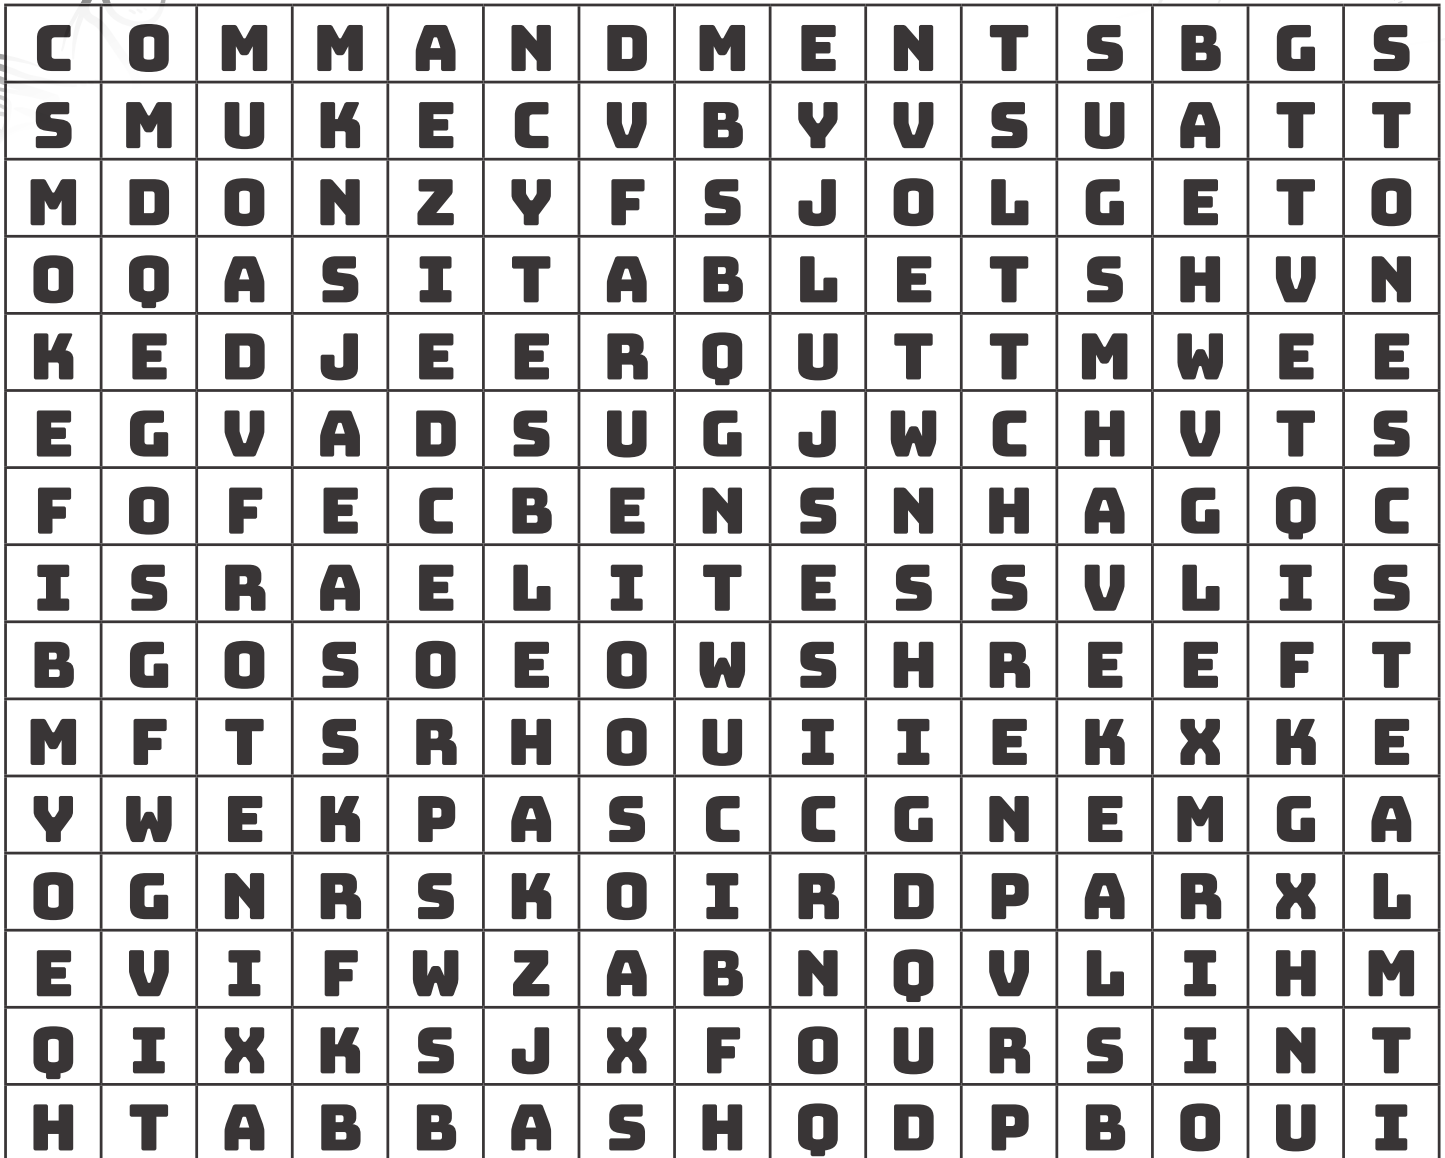 C O M M A N D M E N T S B G S
S M U K E C V B Y V S U A T T
M D O N Z Y F S J O L G E T O
O Q A S I T A B L E T S H V N
K E D J E E R Q U T T M W E E
E G V A D S U G J W C H V T S
F O F E C B E N S N H A G Q C
I S R A E L I T E S S V L I S
B G O S O E O W S H R E E F T
M F T S R H O U I I E K X K E
Y W E K P A S C C G N E M G A
O G N R S K O I R D P A R X L
E V I F W Z A B N Q V L I H M
Q I X K S J X F O U R S I N T
H T A B B A S H Q D P B O U I